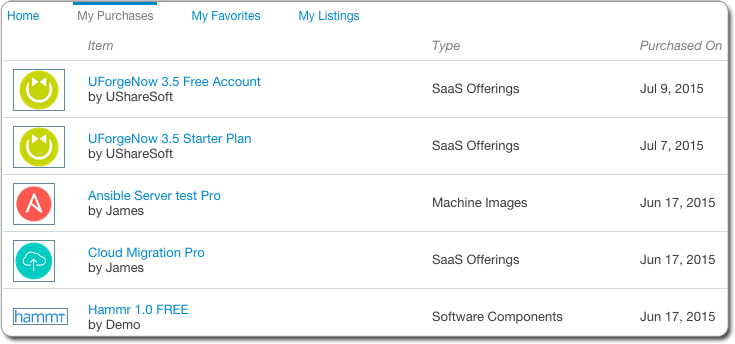 Home My Purchases My Favorites My Listings
Item Type Purchased On
UForgeNow 3.5 Free Account
by UShareSoft
SaaS Offerings Jul 9, 2015
UForgeNow 3.5 Starter Plan
by UShareSoft
SaaS Offerings Jul 7, 2015
Ansible Server test Pro
by James
Machine Images Jun 17, 2015
Cloud Migration Pro
by James
SaaS Offerings Jun 17, 2015
hammr
Hammr 1.0 FREE
by Demo
Software Components Jun 17, 2015